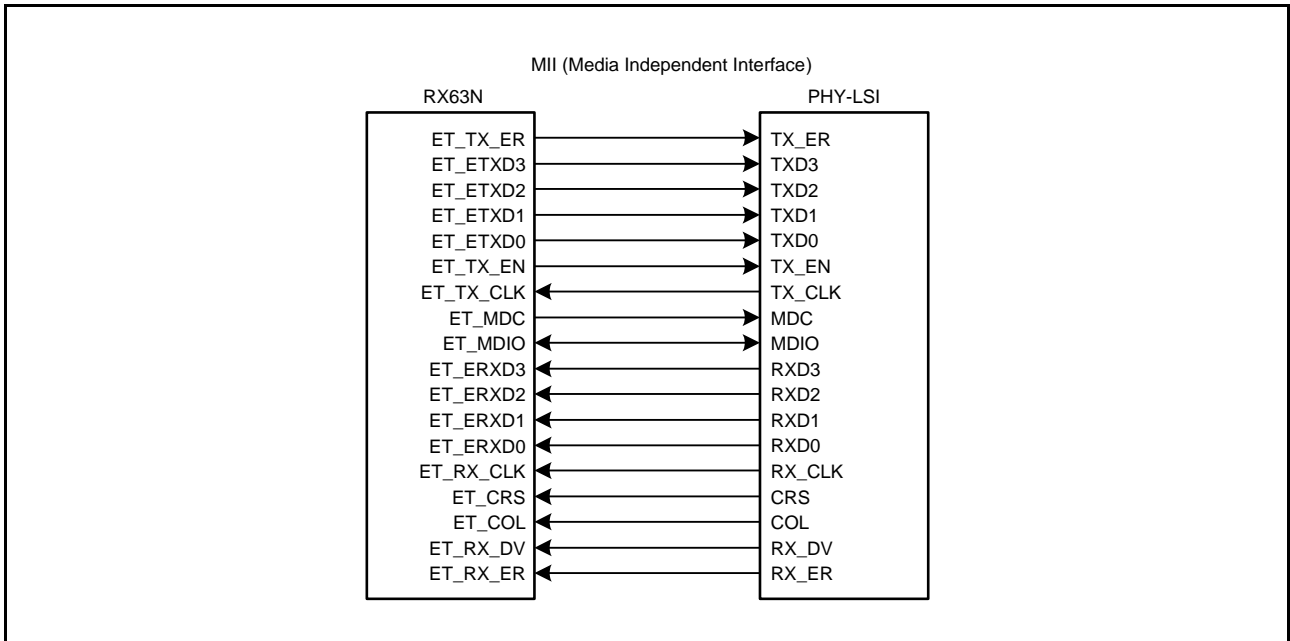 MII (Media Independent Interface)
RX63N PHY-LSI
ET_TX_ER TX_ER
ET_ETXD3 TXD3
ET_ETXD2 TXD2
ET_ETXD1 TXD1
ET_ETXD0 TXD0
ET_TX_EN TX_EN
ET_TX_CLK TX_CLK
ET_MDC MDC
ET_MDIO MDIO
ET_ERXD3 RXD3
ET_ERXD2 RXD2
ET_ERXD1 RXD1
ET_ERXD0 RXD0
ET_RX_CLK RX_CLK
ET_CRS CRS
ET_COL COL
ET_RX_DV RX_DV
ET_RX_ER RX_ER